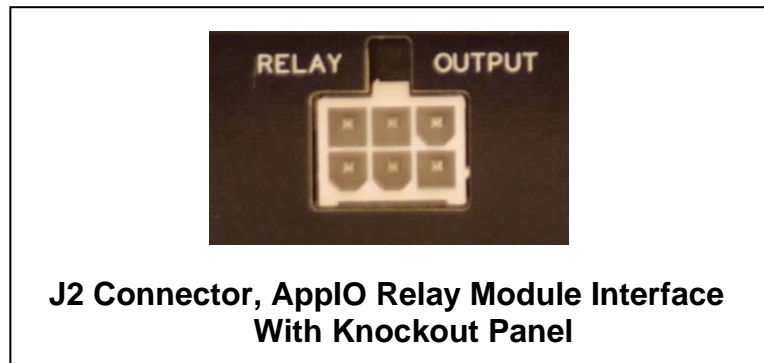 RELAY OUTPUT
J2 Connector, AppIO Relay Module Interface
With Knockout Panel